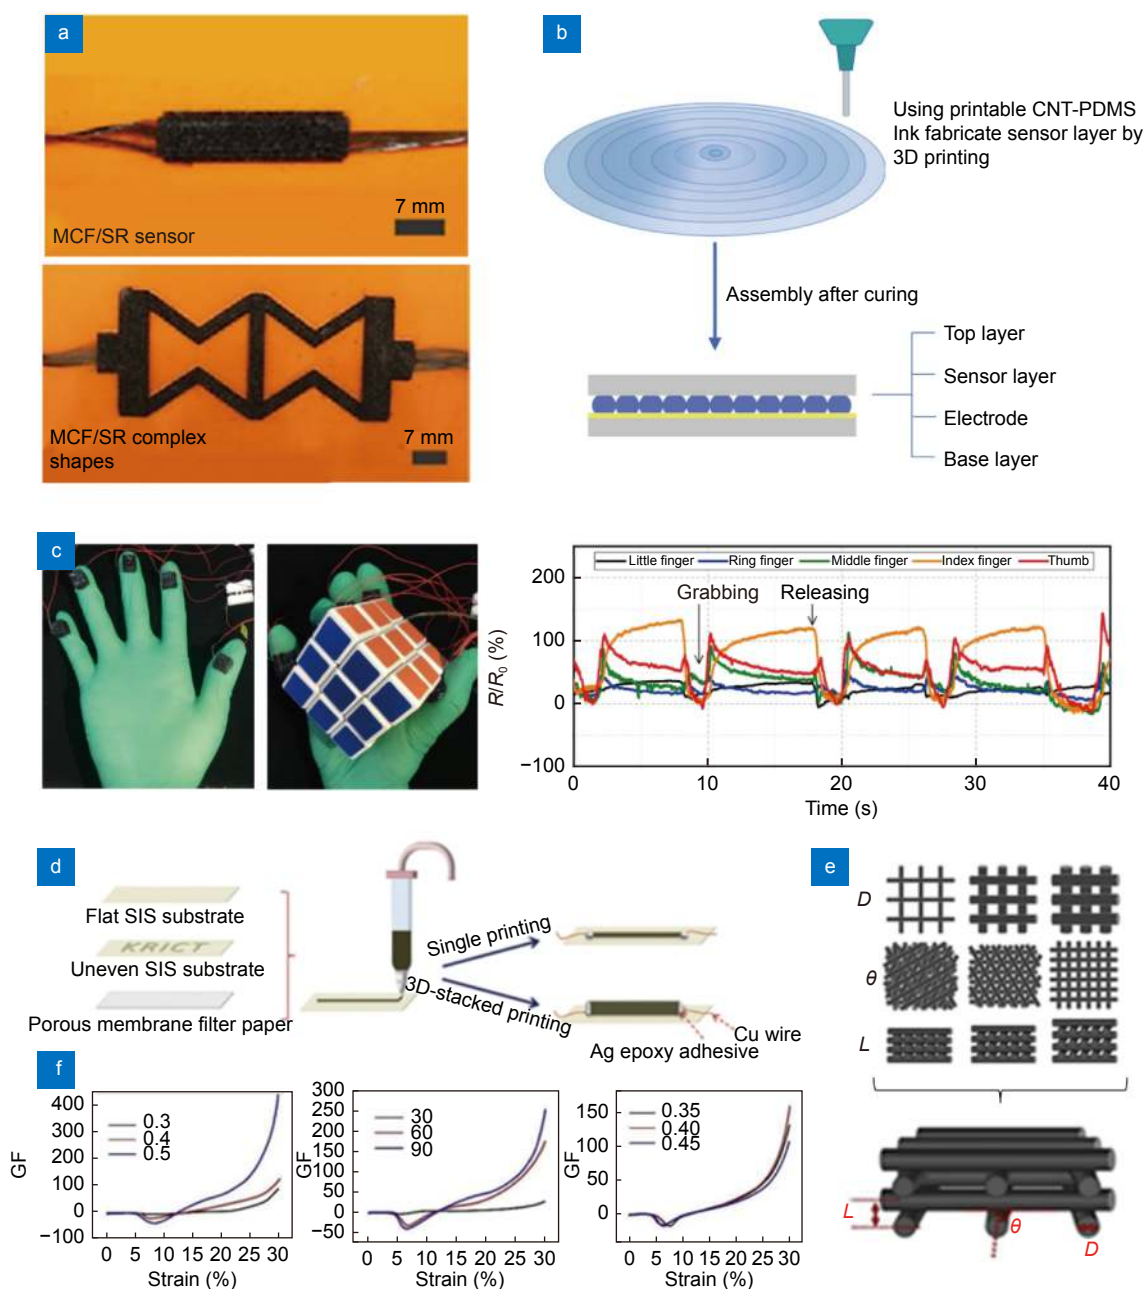 a
7 mm
MCF/SR sensor
7 mm
MCF/SR complex
shapes
b
Using printable CNT-PDMS
Ink fabricate sensor layer by
3D printing
Assembly after curing
Top layer
Sensor layer
Electrode
Base layer
c
Little finger Ring finger Middle finger Index finger Thumb
Grabbing Releasing
200
100
0
−100
R/R0 (%)
0 10 20 30 40
Time (s)
d
Flat SIS substrate
KRICT
Uneven SIS substrate
Porous membrane filter paper
Single printing
3D-stacked printing
Cu wire
Ag epoxy adhesive
e
D
θ
L
L
θ
D
f
400
300
200
100
0
−100
GF
0.3
0.4
0.5
0 5 10 15 20 25 30
Strain (%)
300
250
200
150
100
50
0
−50
GF
30
60
90
0 5 10 15 20 25 30
Strain (%)
150
100
50
0
GF
0.35
0.40
0.45
0 5 10 15 20 25 30
Strain (%)